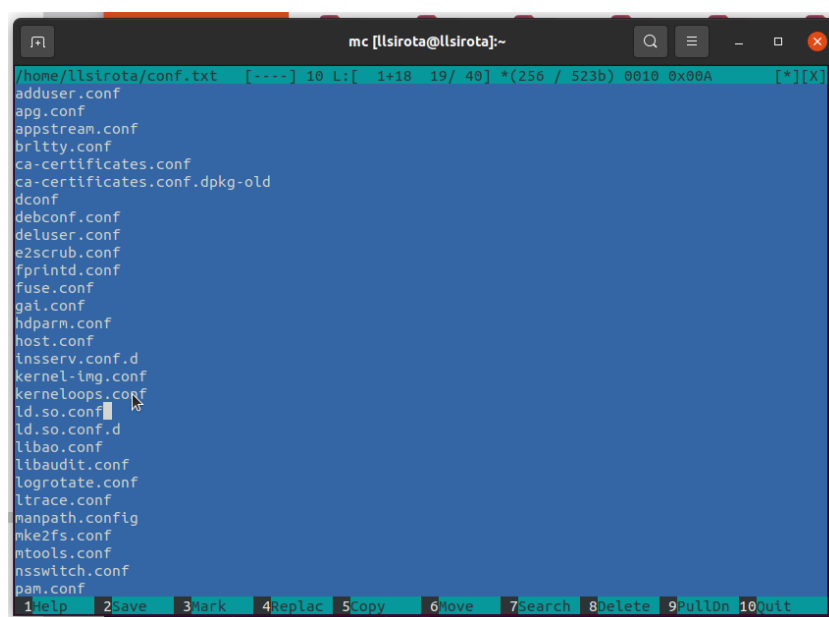 mc [llsirota@llsirota]:~
/home/llsirota/conf.txt [----] 10 L:[ 1+18 19/ 40] *(256 / 523b) 0010 0x00A [*][X]
adduser.conf
apg.conf
appstream.conf
brltty.conf
ca-certificates.conf
ca-certificates.conf.dpkg-old
dconf
debconf.conf
deluser.conf
e2scrub.conf
fprintd.conf
fuse.conf
gai.conf
hdparm.conf
host.conf
insserv.conf.d
kernel-img.conf
kerneloops.conf
ld.so.conf
ld.so.conf.d
libao.conf
libaudit.conf
logrotate.conf
ltrace.conf
manpath.config
mke2fs.conf
mtools.conf
nsswitch.conf
pam.conf
1Help 2Save 3Mark 4Replac 5Copy 6Move 7Search 8Delete 9PullDn 10Quit